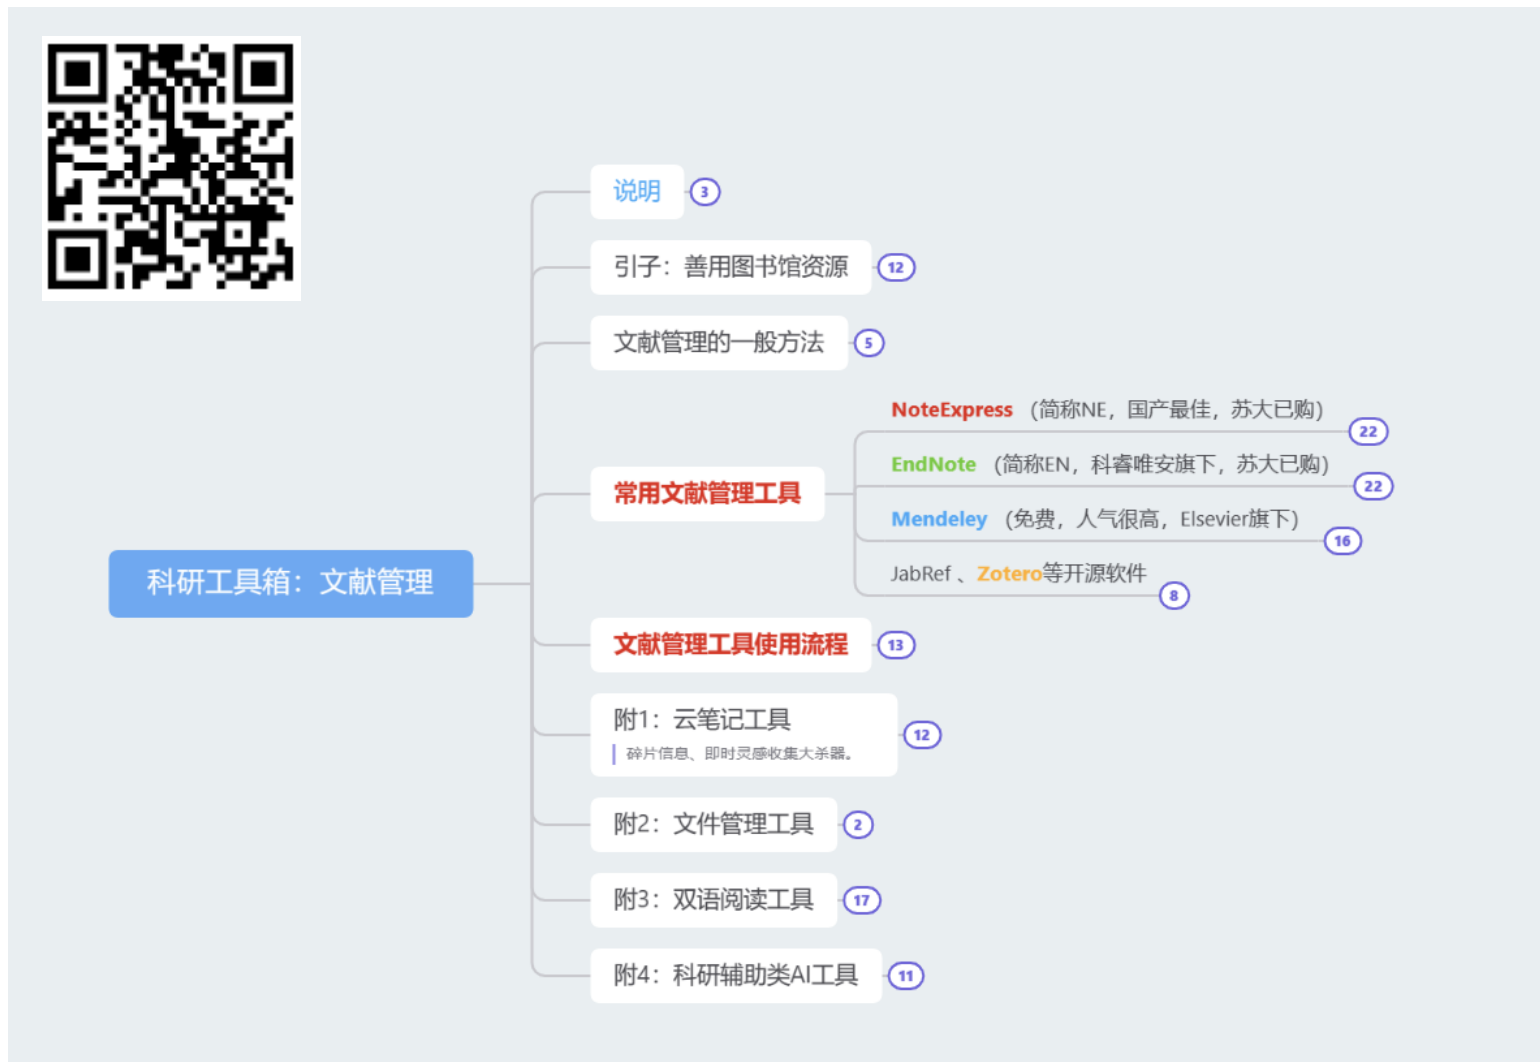 说明 3
引子：善用图书馆资源 12
文献管理的一般方法 5
常用文献管理工具
NoteExpress （简称NE，国产最佳，苏大已购） 22
EndNote （简称EN，科睿唯安旗下，苏大已购） 22
Mendeley （免费，人气很高，Elsevier旗下） 16
JabRef 、Zotero等开源软件 8
科研工具箱：文献管理
文献管理工具使用流程 13
附1：云笔记工具 12
碎片信息、即时灵感收集大杀器。
附2：文件管理工具 2
附3：双语阅读工具 17
附4：科研辅助类AI工具 11